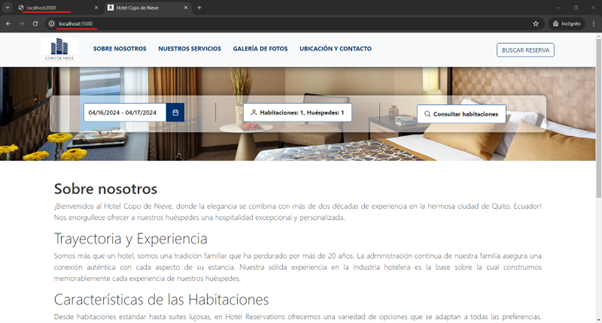 localhost:2000
Hotel Copo de Nieve
localhost:1500
Incógnito
COPO DE NIEVE
SOBRE NOSOTROS NUESTROS SERVICIOS GALERÍA DE FOTOS UBICACIÓN Y CONTACTO
BUSCAR RESERVA
04/16/2024 - 04/17/2024
Habitaciones: 1, Huéspedes: 1
Consultar habitaciones
Sobre nosotros
¡Bienvenidos al Hotel Copo de Nieve, donde la elegancia se combina con más de dos décadas de experiencia en la hermosa ciudad de Quito, Ecuador!
Nos enorgullece ofrecer a nuestros huéspedes una hospitalidad excepcional y personalizada.
Trayectoria y Experiencia
Somos más que un hotel, somos una tradición familiar que ha perdurado por más de 20 años. La administración continua de nuestra familia asegura una
conexión auténtica con cada aspecto de su estancia. Nuestra sólida experiencia en la industria hotelera es la base sobre la cual construimos
memorablemente cada experiencia de nuestros huéspedes.
Características de las Habitaciones
Desde habitaciones estándar hasta suites lujosas, en Hotel Reservations ofrecemos una variedad de opciones que se adaptan a todas las preferencias.